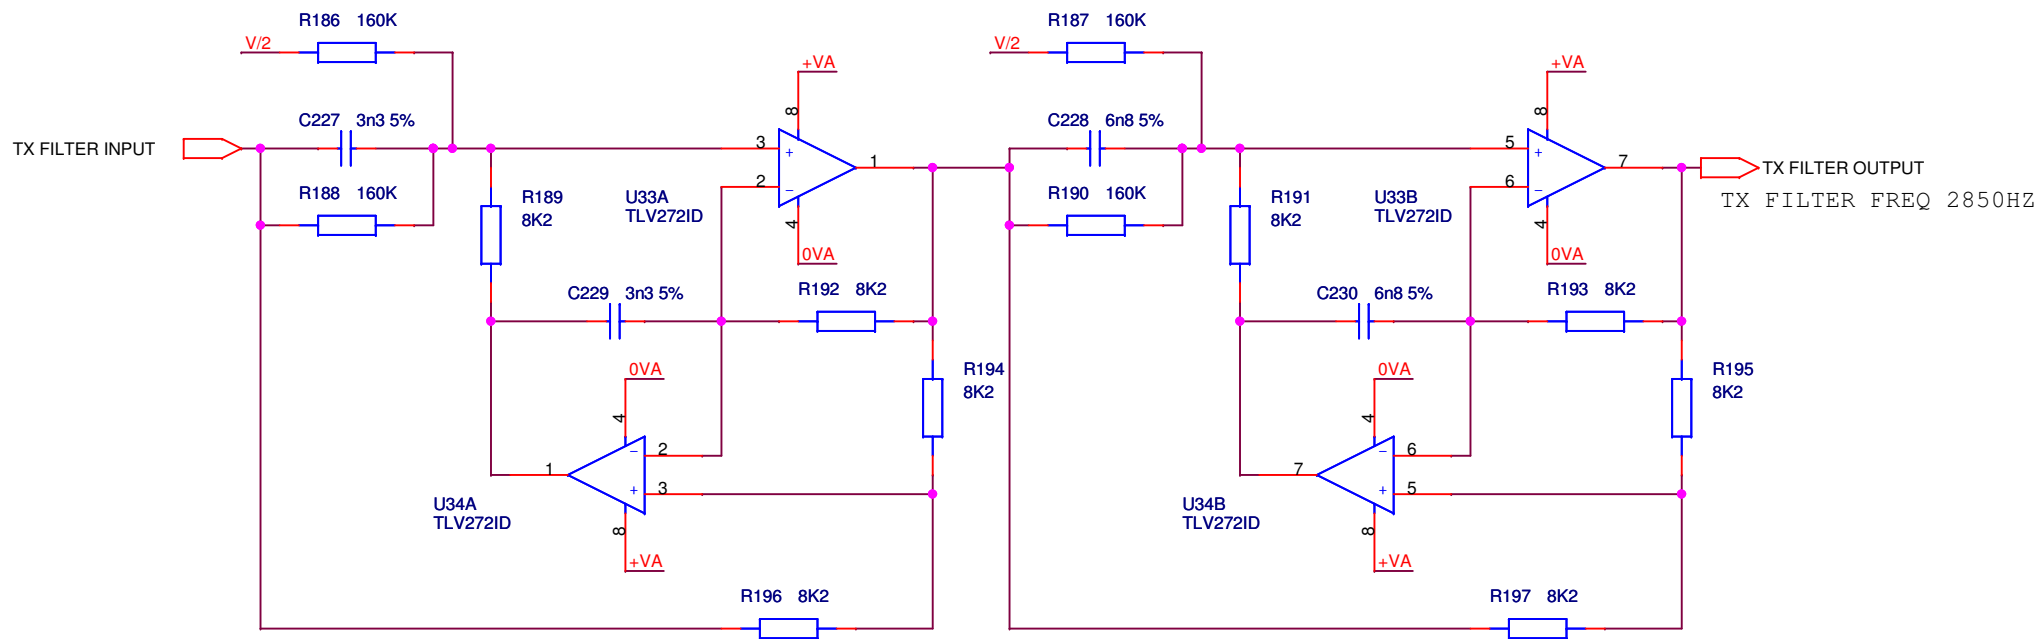 R186 160K
R187 160K
V/2
V/2
+VA
+VA
8
8
C227 3n3 5%
C228 6n8 5%
TX FILTER INPUT
3
+
1
5
+
7
TX FILTER OUTPUT
2
−
6
−
R188 160K
R189
8K2
U33A
TLV272ID
4
R190 160K
R191
8K2
U33B
TLV272ID
4
TX FILTER FREQ 2850HZ
0VA
0VA
C229 3n3 5%
R192 8K2
C230 6n8 5%
R193 8K2
0VA
R194
8K2
0VA
R195
8K2
4
4
−
2
−
6
1
7
+
3
+
5
U34A
TLV272ID
8
U34B
TLV272ID
8
+VA
+VA
R196 8K2
R197 8K2